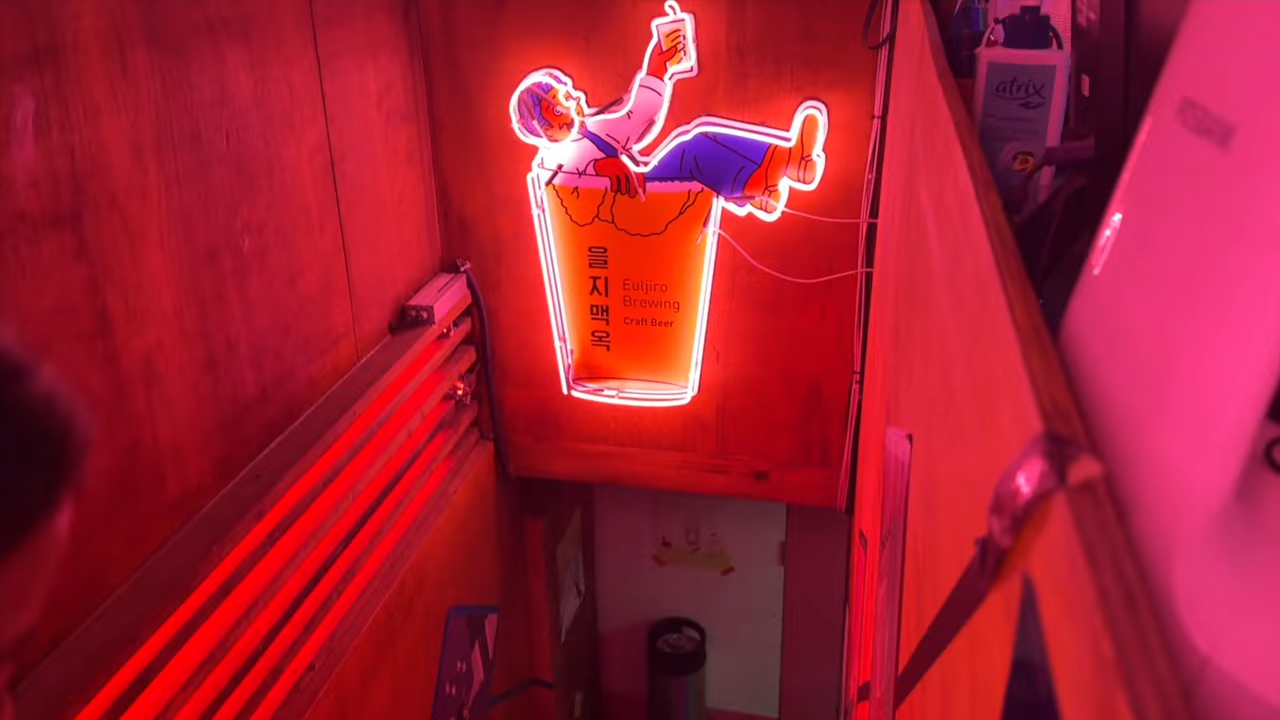 을지맥옥
Euljiro
Brewing
Craft Beer
atrix